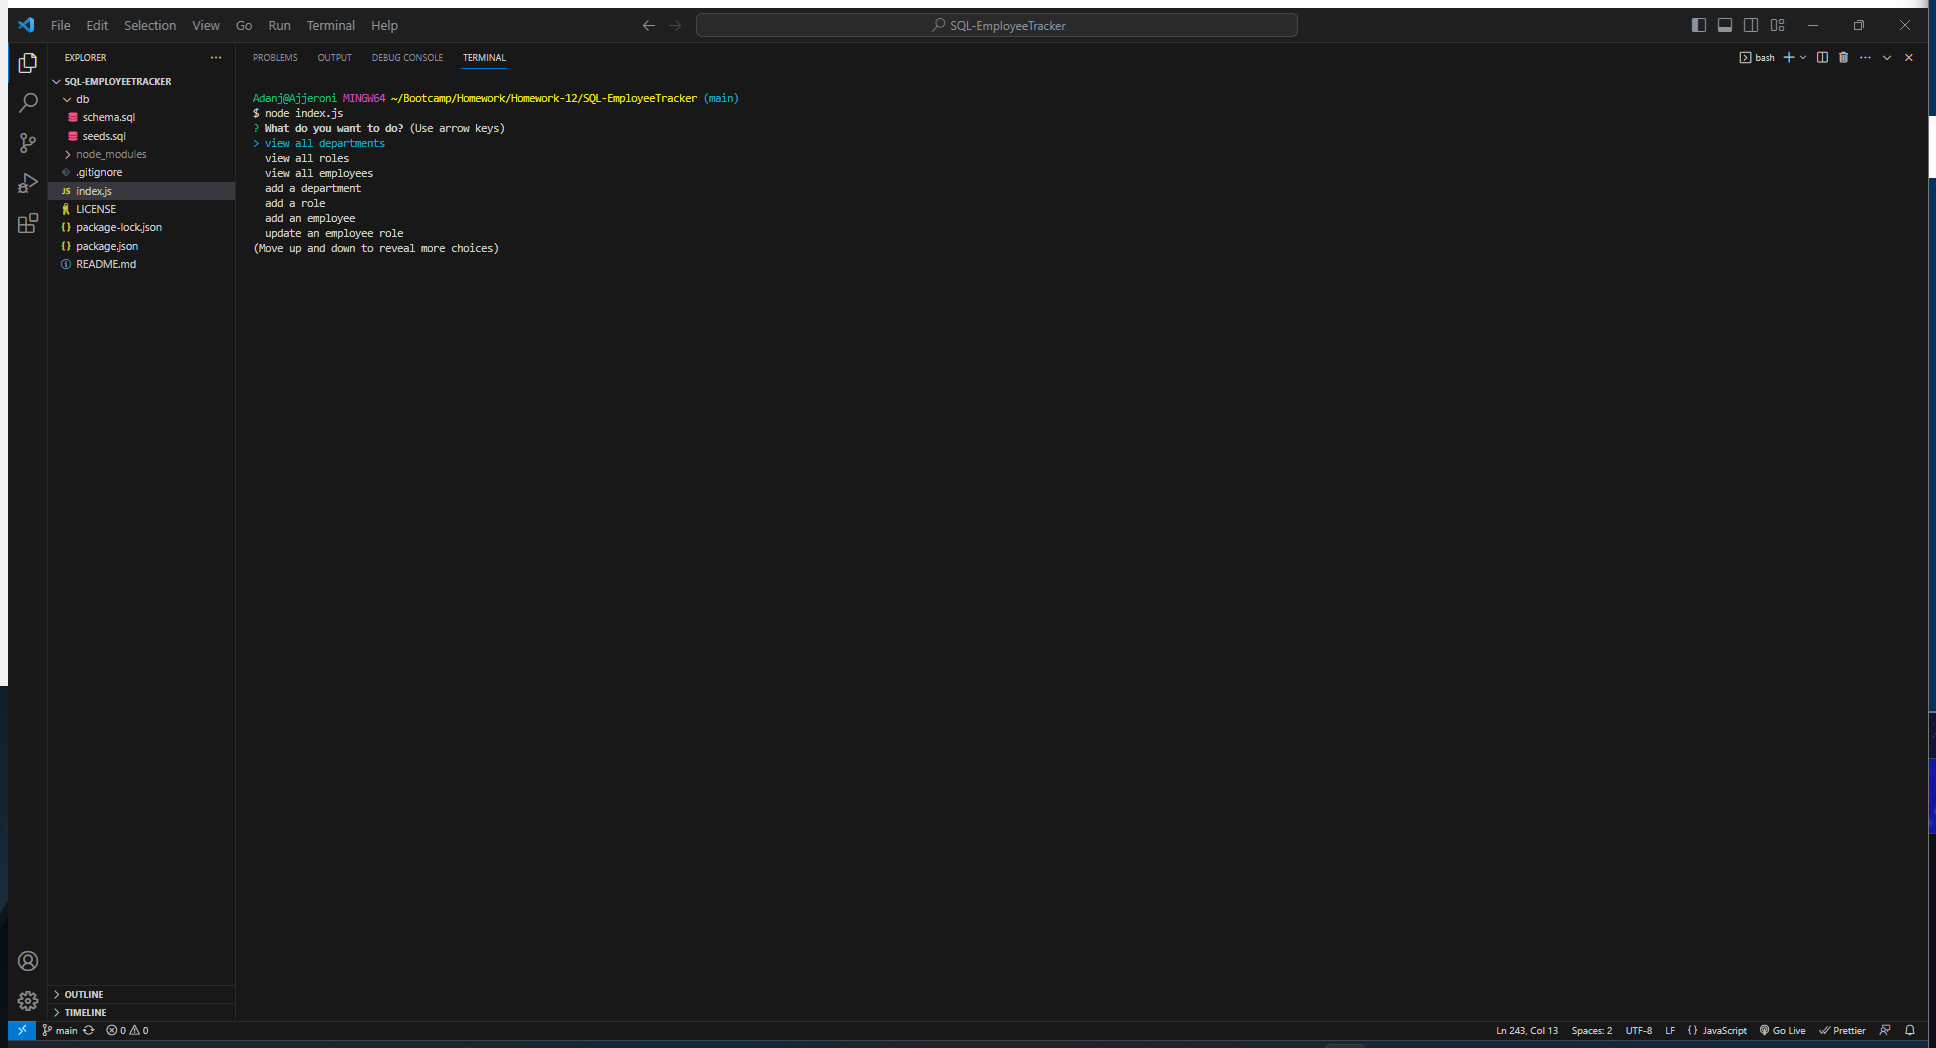 File Edit Selection View Go Run Terminal Help
SQL-EmployeeTracker
EXPLORER
SQL-EMPLOYEETRACKER
db
schema.sql
seeds.sql
node_modules
.gitignore
JS index.js
LICENSE
{} package-lock.json
{} package.json
README.md
OUTLINE
TIMELINE
PROBLEMS OUTPUT DEBUG CONSOLE TERMINAL
bash
Adanj@Ajjeroni MINGW64 ~/Bootcamp/Homework/Homework-12/SQL-EmployeeTracker (main)
$ node index.js
? What do you want to do? (Use arrow keys)
> view all departments
view all roles
view all employees
add a department
add a role
add an employee
update an employee role
(Move up and down to reveal more choices)
main 0 0
Ln 243, Col 13 Spaces: 2 UTF-8 LF {} JavaScript Go Live Prettier